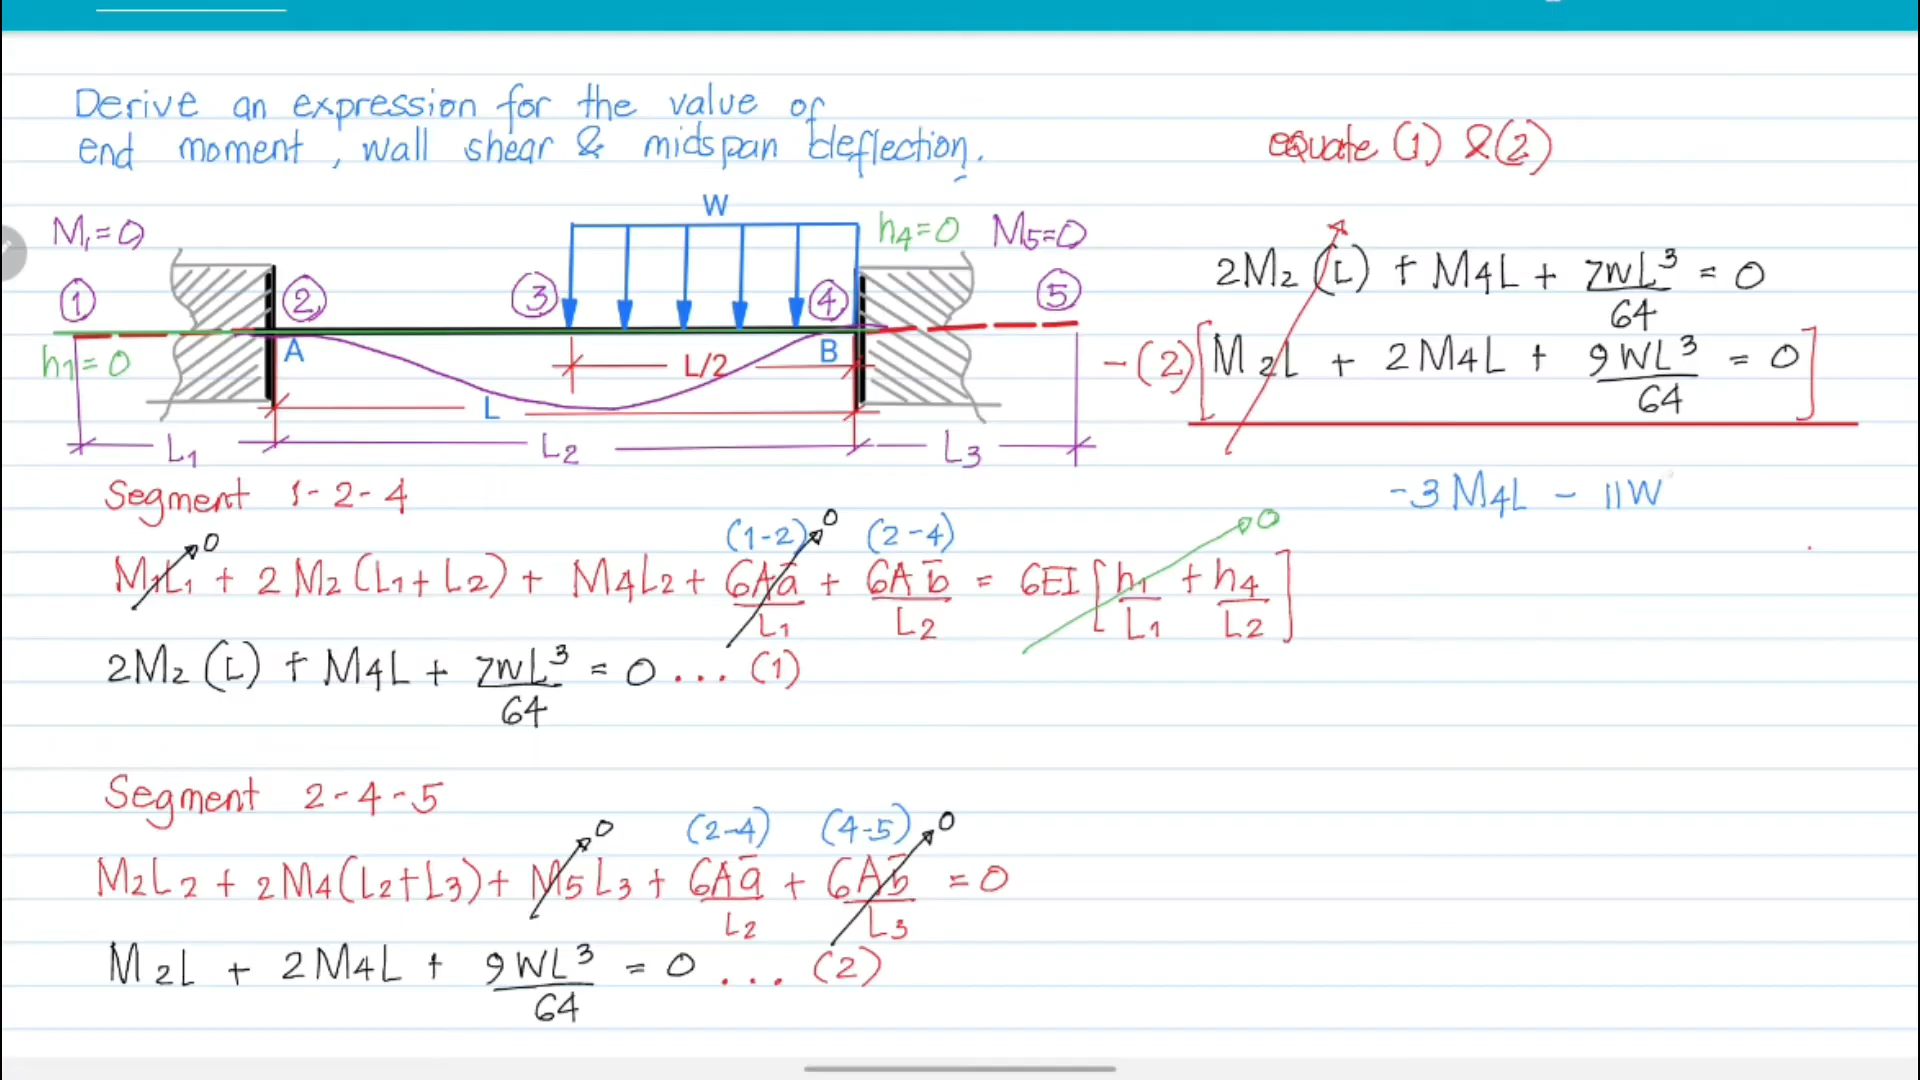 Derive an expression for the value of
end moment, wall shear & midspan deflection.
equate (1) & (2)
W
M₁=0
h4=0
M5=0
1
2
3
4
5
h1=0
A
B
L/2
L
L₁
L₂
L3
2M₂ (L) + M4L + 7WL³/64 = 0
-(2) [M2L + 2M4L + 9WL³/64 = 0]
-3M4L - 11W
Segment 1-2-4
(1-2) 0 (2-4) 0
0
M1L₁ + 2M₂(L₁+L₂) + M4L2 + 6Aā/L₁ + 6Ab̄/L2 = 6EI [h₁/L₁ + h4/L2]
2M₂ (L) + M4L + 7WL³/64 = 0 ... (1)
Segment 2-4-5
0 (2-4) (4-5) 0
M2L2 + 2M4(L2+L3) + M5L3 + 6Aā/L2 + 6Ab̄/L3 = 0
M2L + 2M4L + 9WL³/64 = 0 ... (2)